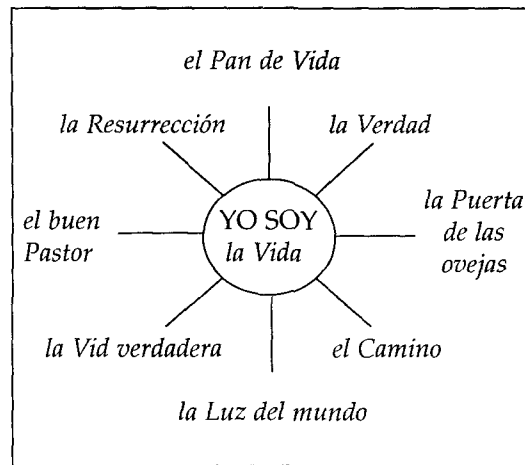 el Pan de Vida
la Resurrección
la Verdad
el buen
Pastor
YO SOY
la Vida
la Puerta
de las
ovejas
la Vid verdadera
el Camino
la Luz del mundo